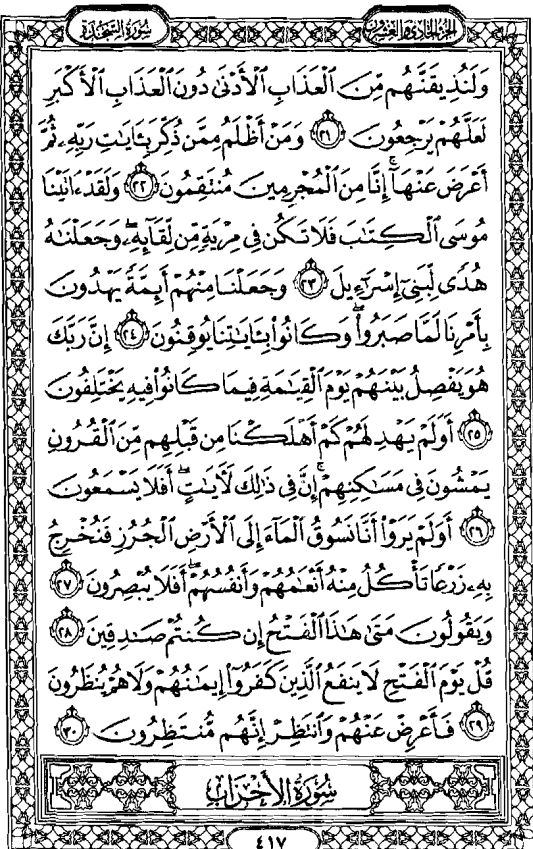 الجزء الحادي والعشرون سورة السجدة
وَلَنُذِيقَنَّهُم مِّنَ ٱلْعَذَابِ ٱلْأَدْنَىٰ دُونَ ٱلْعَذَابِ ٱلْأَكْبَرِ
لَعَلَّهُمْ يَرْجِعُونَ ٢١ وَمَنْ أَظْلَمُ مِمَّن ذُكِّرَ بِـَٔايَٰتِ رَبِّهِۦ ثُمَّ
أَعْرَضَ عَنْهَآ ۚ إِنَّا مِنَ ٱلْمُجْرِمِينَ مُنتَقِمُونَ ٢٢ وَلَقَدْ ءَاتَيْنَا
مُوسَى ٱلْكِتَٰبَ فَلَا تَكُن فِى مِرْيَةٍ مِّن لِّقَآئِهِۦ ۖ وَجَعَلْنَٰهُ
هُدًى لِّبَنِىٓ إِسْرَٰٓءِيلَ ٢٣ وَجَعَلْنَا مِنْهُمْ أَئِمَّةً يَهْدُونَ
بِأَمْرِنَا لَمَّا صَبَرُوا۟ ۖ وَكَانُوا۟ بِـَٔايَٰتِنَا يُوقِنُونَ ٢٤ إِنَّ رَبَّكَ
هُوَ يَفْصِلُ بَيْنَهُمْ يَوْمَ ٱلْقِيَٰمَةِ فِيمَا كَانُوا۟ فِيهِ يَخْتَلِفُونَ
٢٥ أَوَلَمْ يَهْدِ لَهُمْ كَمْ أَهْلَكْنَا مِن قَبْلِهِم مِّنَ ٱلْقُرُونِ
يَمْشُونَ فِى مَسَٰكِنِهِمْ ۚ إِنَّ فِى ذَٰلِكَ لَـَٔايَٰتٍ ۖ أَفَلَا يَسْمَعُونَ
٢٦ أَوَلَمْ يَرَوْا۟ أَنَّا نَسُوقُ ٱلْمَآءَ إِلَى ٱلْأَرْضِ ٱلْجُرُزِ فَنُخْرِجُ
بِهِۦ زَرْعًا تَأْكُلُ مِنْهُ أَنْعَٰمُهُمْ وَأَنفُسُهُمْ ۖ أَفَلَا يُبْصِرُونَ ٢٧
وَيَقُولُونَ مَتَىٰ هَٰذَا ٱلْفَتْحُ إِن كُنتُمْ صَٰدِقِينَ ٢٨
قُلْ يَوْمَ ٱلْفَتْحِ لَا يَنفَعُ ٱلَّذِينَ كَفَرُوٓا۟ إِيمَٰنُهُمْ وَلَا هُمْ يُنظَرُونَ
٢٩ فَأَعْرِضْ عَنْهُمْ وَٱنتَظِرْ إِنَّهُم مُّنتَظِرُونَ ٣٠
سُورَةُ الأَحْزَابِ
٤١٧